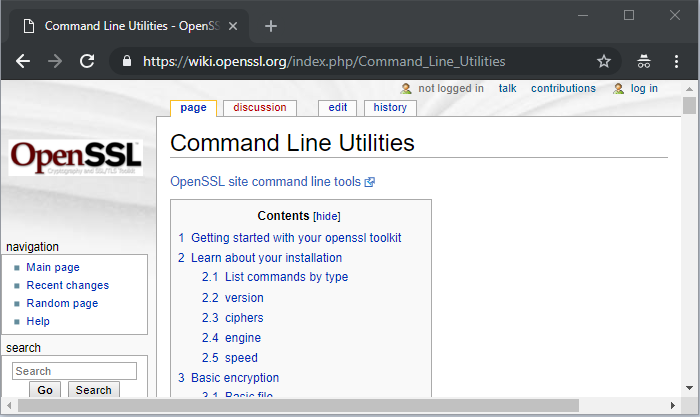 Command Line Utilities - OpenSS
https://wiki.openssl.org/index.php/Command_Line_Utilities
not logged in talk contributions log in
page discussion edit history
OpenSSL
Cryptography and SSL/TLS Toolkit
Command Line Utilities
OpenSSL site command line tools
Contents [hide]
1 Getting started with your openssl toolkit
2 Learn about your installation
2.1 List commands by type
2.2 version
2.3 ciphers
2.4 engine
2.5 speed
3 Basic encryption
3.1 Basic file
navigation
Main page
Recent changes
Random page
Help
search
Search
Go Search